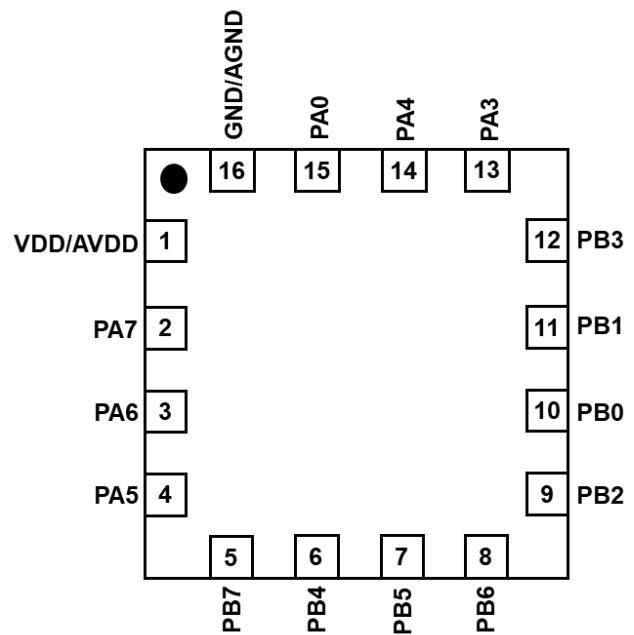 GND/AGND
PA0
PA4
PA3
16
15
14
13
VDD/AVDD 1
12 PB3
PA7 2
11 PB1
PA6 3
10 PB0
PA5 4
9 PB2
5
6
7
8
PB7
PB4
PB5
PB6